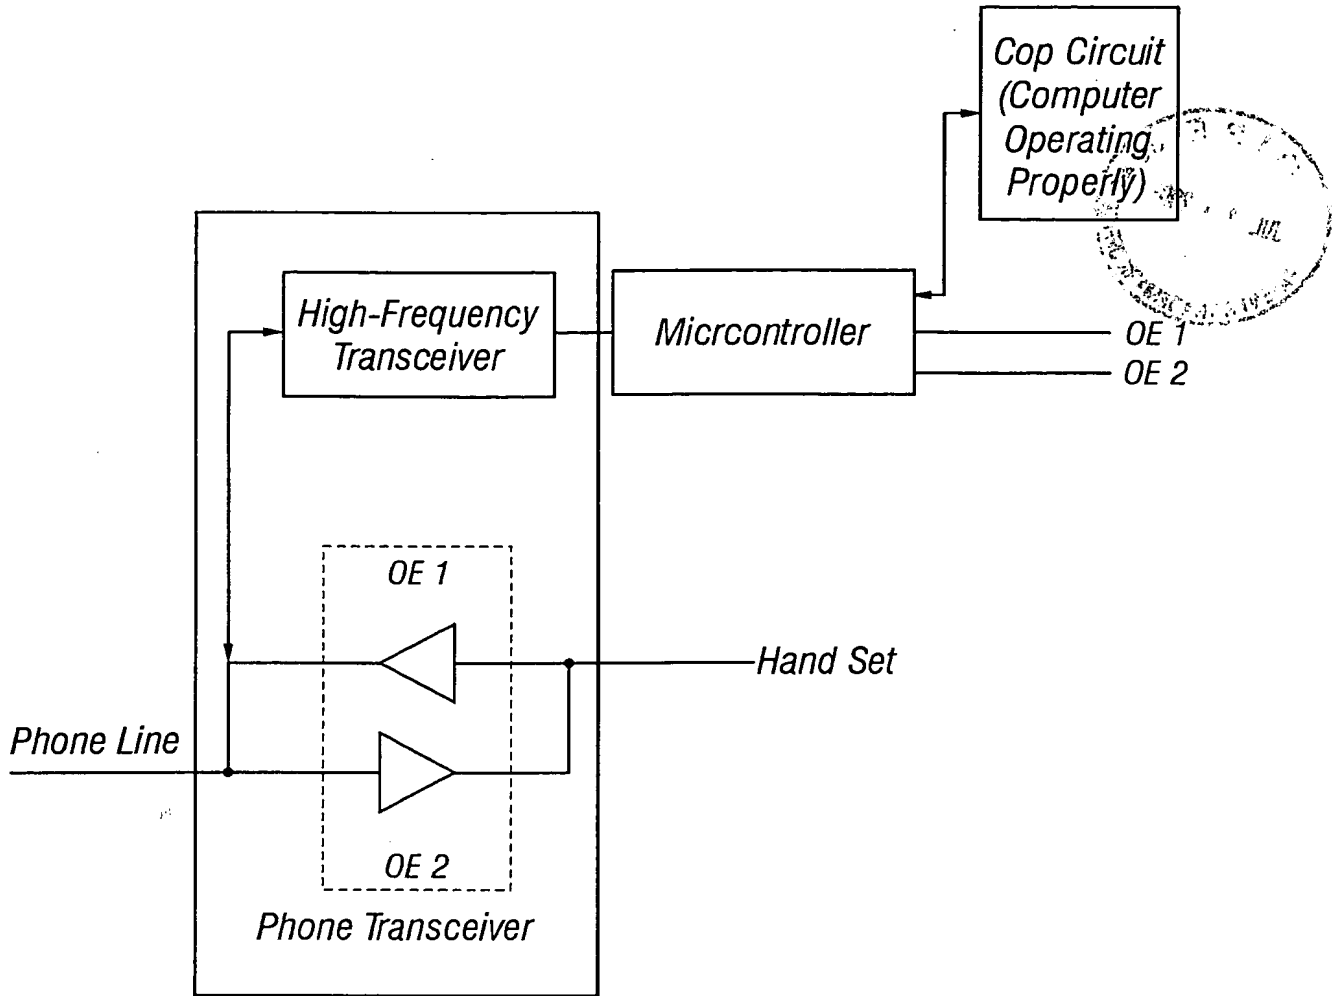 Cop Circuit
(Computer
Operating
Properly)
High-Frequency
Transceiver
Micrcontroller
OE 1
OE 2
OE 1
Hand Set
Phone Line
OE 2
Phone Transceiver